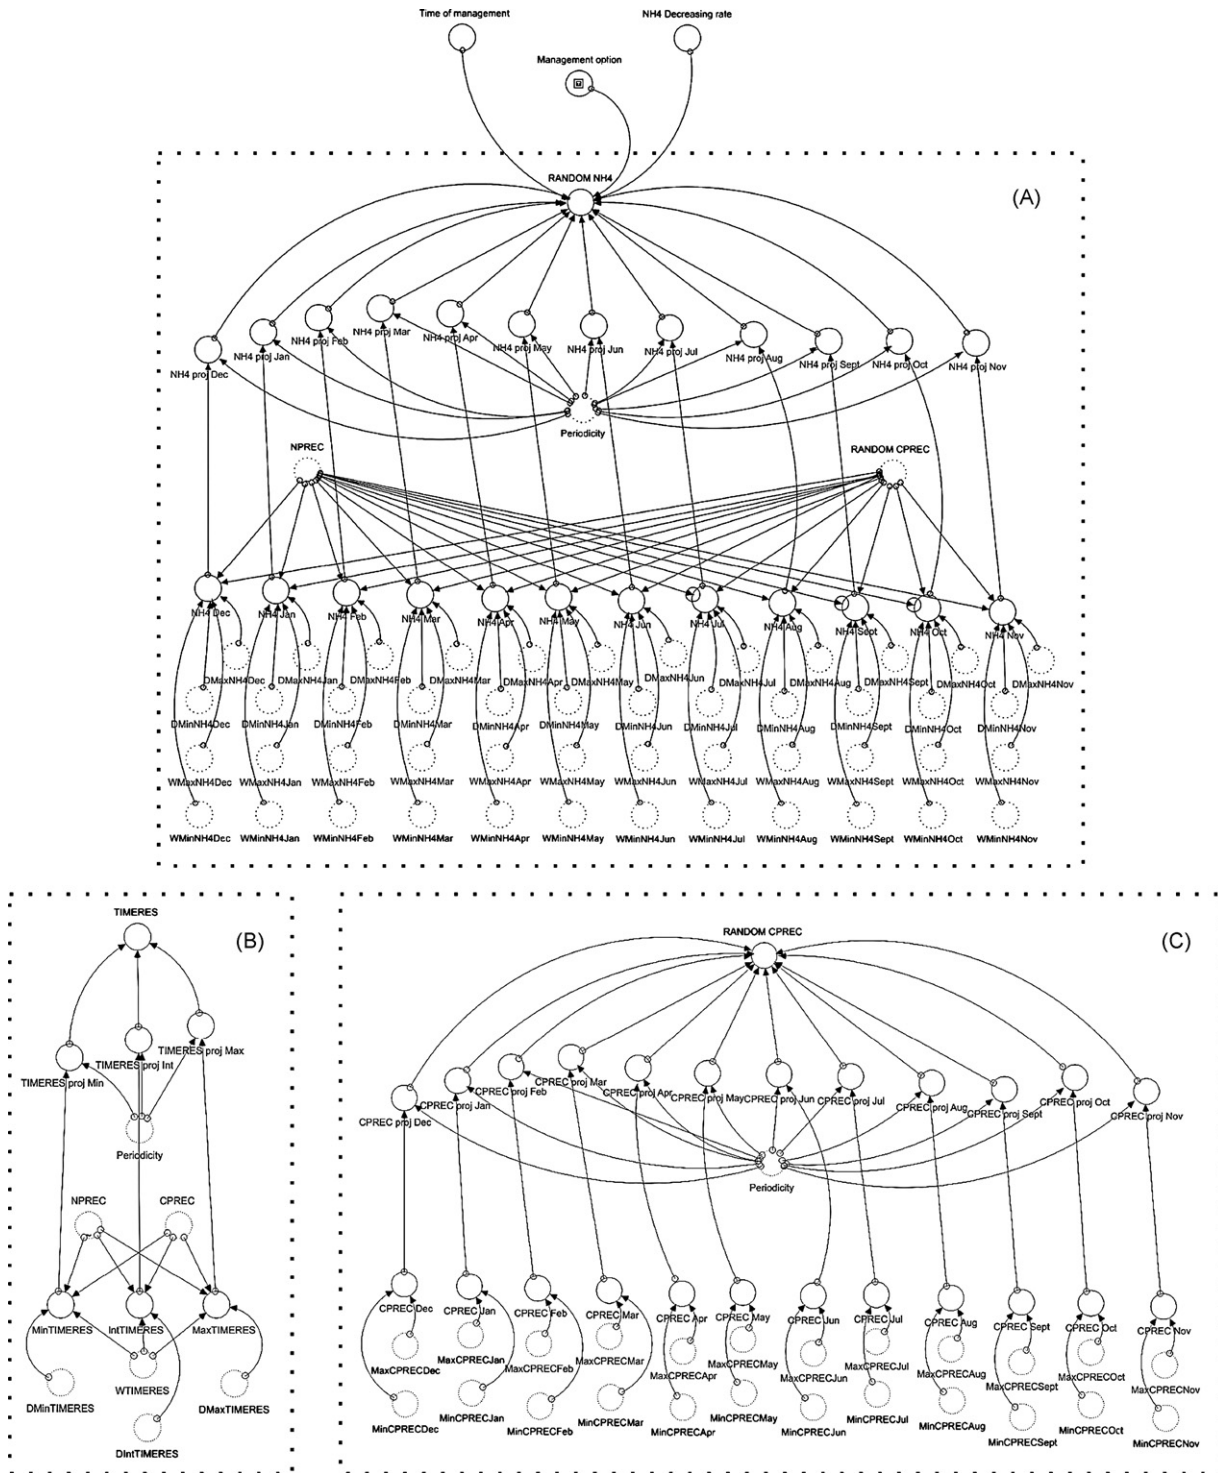 Time of management
NH4 Decreasing rate
Management option
RANDOM NH4
(A)
NH4 proj Dec
NH4 proj Jan
NH4 proj Feb
NH4 proj Mar
NH4 proj Apr
NH4 proj May
NH4 proj Jun
NH4 proj Jul
NH4 proj Aug
NH4 proj Sept
NH4 proj Oct
NH4 proj Nov
Periodicity
NPREC
RANDOM CPREC
NH4 Dec
NH4 Jan
NH4 Feb
NH4 Mar
NH4 Apr
NH4 May
NH4 Jun
NH4 Jul
NH4 Aug
NH4 Sept
NH4 Oct
NH4 Nov
DMaxNH4Dec
DMaxNH4Jan
DMaxNH4Feb
DMaxNH4Mar
DMaxNH4Apr
DMaxNH4May
DMaxNH4Jun
DMaxNH4Jul
DMaxNH4Aug
DMaxNH4Sept
DMaxNH4Oct
DMaxNH4Nov
DMinNH4Dec
DMinNH4Jan
DMinNH4Feb
DMinNH4Mar
DMinNH4Apr
DMinNH4May
DMinNH4Jun
DMinNH4Jul
DMinNH4Aug
DMinNH4Sept
DMinNH4Oct
DMinNH4Nov
WMaxNH4Dec
WMaxNH4Jan
WMaxNH4Feb
WMaxNH4Mar
WMaxNH4Apr
WMaxNH4May
WMaxNH4Jun
WMaxNH4Jul
WMaxNH4Aug
WMaxNH4Sept
WMaxNH4Oct
WMaxNH4Nov
WMinNH4Dec
WMinNH4Jan
WMinNH4Feb
WMinNH4Mar
WMinNH4Apr
WMinNH4May
WMinNH4Jun
WMinNH4Jul
WMinNH4Aug
WMinNH4Sept
WMinNH4Oct
WMinNH4Nov
TIMERES
(B)
TIMERES proj Max
TIMERES proj Int
TIMERES proj Min
Periodicity
NPREC
CPREC
MinTIMERES
IntTIMERES
MaxTIMERES
WTIMERES
DMinTIMERES
DMaxTIMERES
DIntTIMERES
RANDOM CPREC
(C)
CPREC proj Dec
CPREC proj Jan
CPREC proj Feb
CPREC proj Mar
CPREC proj Apr
CPREC proj May
CPREC proj Jun
CPREC proj Jul
CPREC proj Aug
CPREC proj Sept
CPREC proj Oct
CPREC proj Nov
Periodicity
CPREC Dec
CPREC Jan
CPREC Feb
CPREC Mar
CPREC Apr
CPREC May
CPREC Jun
CPREC Jul
CPREC Aug
CPREC Sept
CPREC Oct
CPREC Nov
MaxCPRECDec
MaxCPRECJan
MaxCPRECFeb
MaxCPRECMar
MaxCPRECApr
MaxCPRECMay
MaxCPRECJun
MaxCPRECJul
MaxCPRECAug
MaxCPRECSept
MaxCPRECOct
MaxCPRECNov
MinCPRECDec
MinCPRECJan
MinCPRECFeb
MinCPRECMar
MinCPRECApr
MinCPRECMay
MinCPRECJun
MinCPRECJul
MinCPRECAug
MinCPRECSept
MinCPRECOct
MinCPRECNov